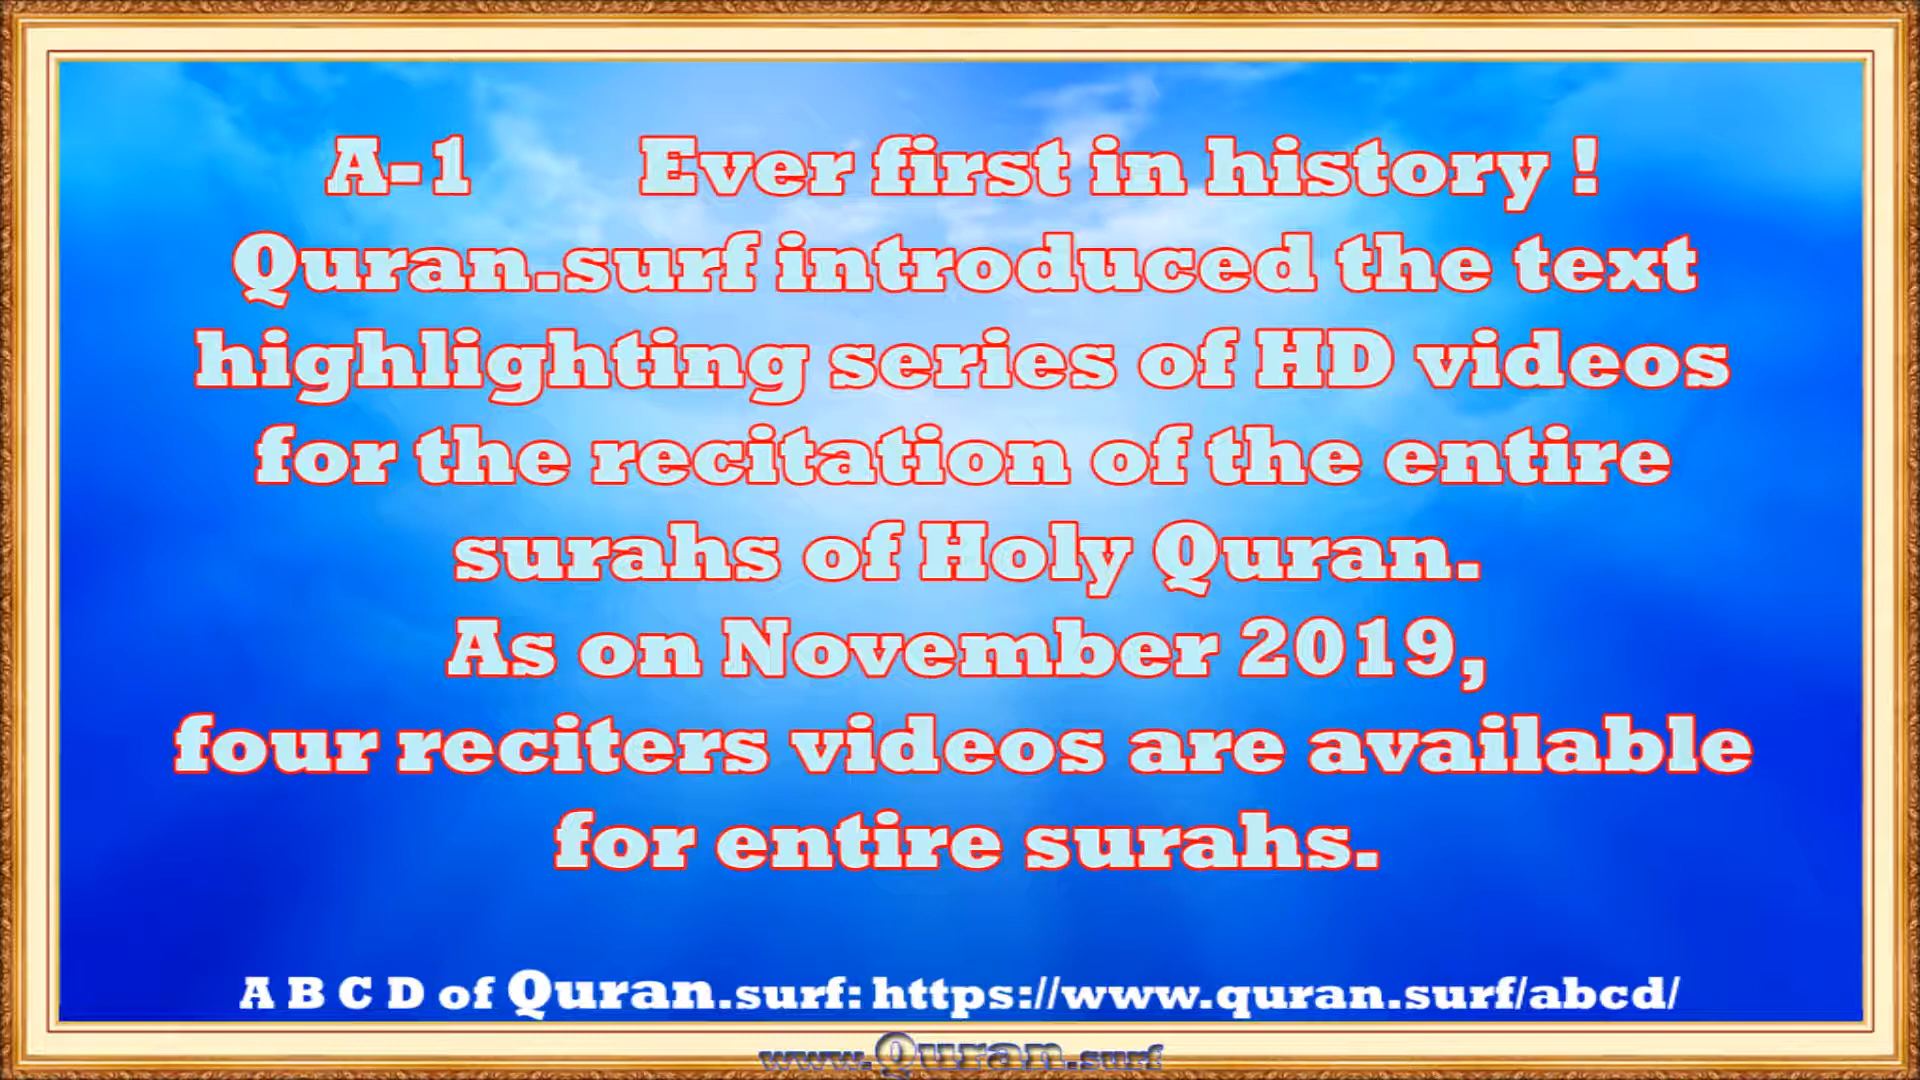 A-1 Ever first in history !
Quran.surf introduced the text
highlighting series of HD videos
for the recitation of the entire
surahs of Holy Quran.
As on November 2019,
four reciters videos are available
for entire surahs.
A B C D of Quran.surf: https://www.quran.surf/abcd/
www.Quran.surf